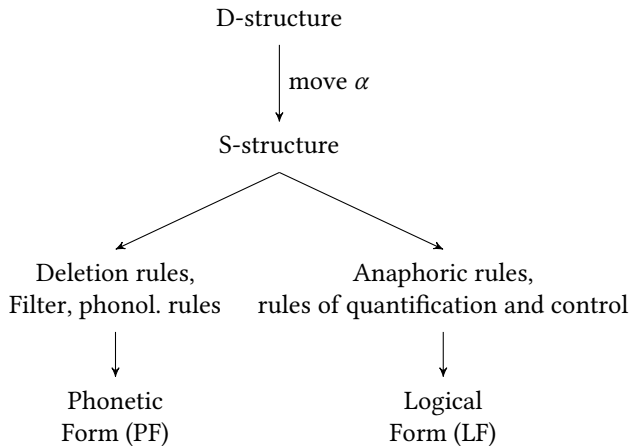 D-structure
move α
S-structure
Deletion rules,
Filter, phonol. rules
Anaphoric rules,
rules of quantification and control
Phonetic
Form (PF)
Logical
Form (LF)